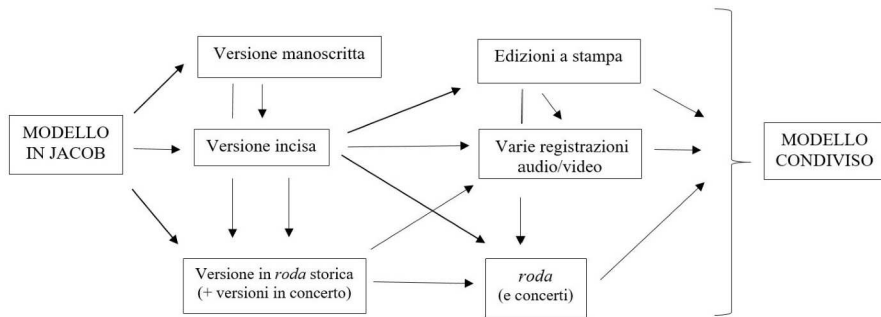 Versione manoscritta
Edizioni a stampa
MODELLO
IN JACOB
Versione incisa
Varie registrazioni
audio/video
MODELLO
CONDIVISO
Versione in roda storica
(+ versioni in concerto)
roda
(e concerti)